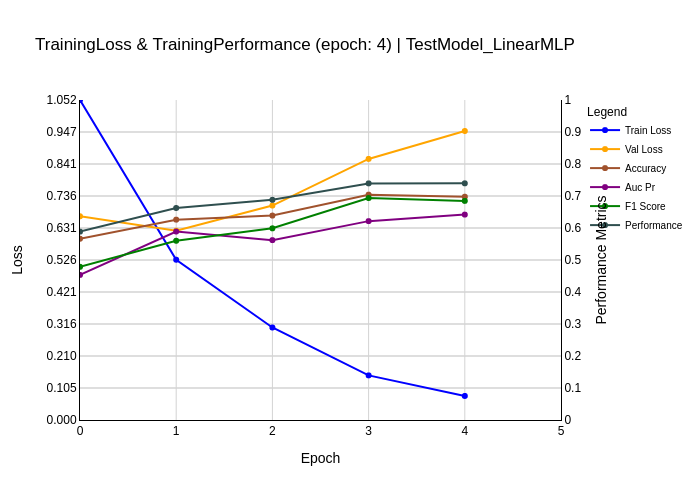 TrainingLoss & TrainingPerformance (epoch: 4) | TestModel_LinearMLP
1.052
0.947
0.841
0.736
0.631
0.526
0.421
0.316
0.210
0.105
0.000
Loss
0
1
2
3
4
5
Epoch
1
0.9
0.8
0.7
0.6
0.5
0.4
0.3
0.2
0.1
0
Performance Metrics
Legend
Train Loss
Val Loss
Accuracy
Auc Pr
F1 Score
Performance